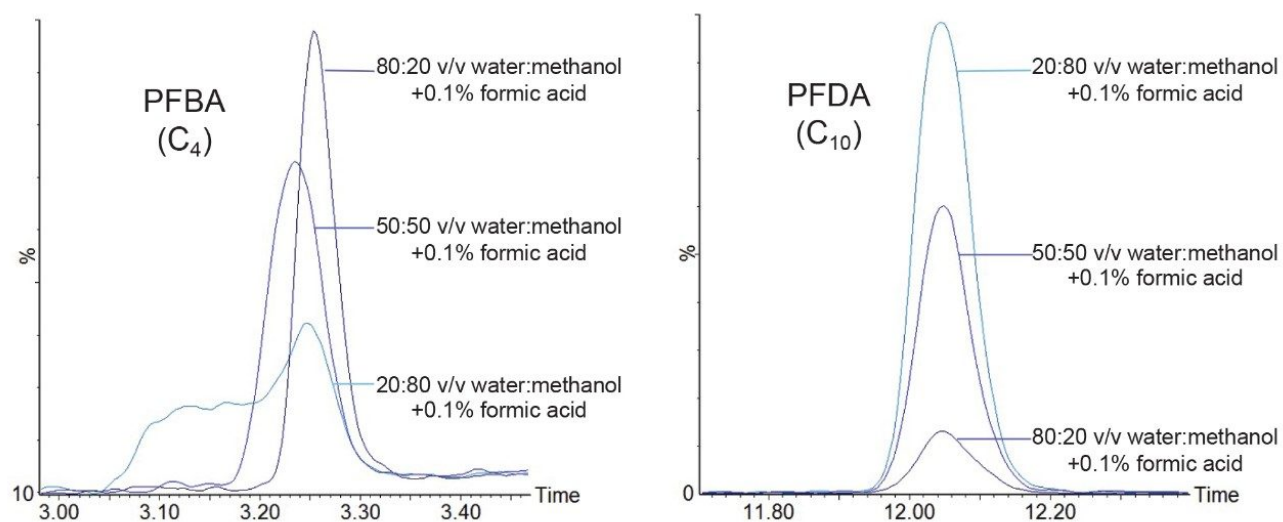 PFBA
(C4)
80:20 v/v water:methanol
+0.1% formic acid
50:50 v/v water:methanol
+0.1% formic acid
20:80 v/v water:methanol
+0.1% formic acid
%
10
3.00 3.10 3.20 3.30 3.40
Time
PFDA
(C10)
20:80 v/v water:methanol
+0.1% formic acid
50:50 v/v water:methanol
+0.1% formic acid
80:20 v/v water:methanol
+0.1% formic acid
%
0
11.80 12.00 12.20
Time